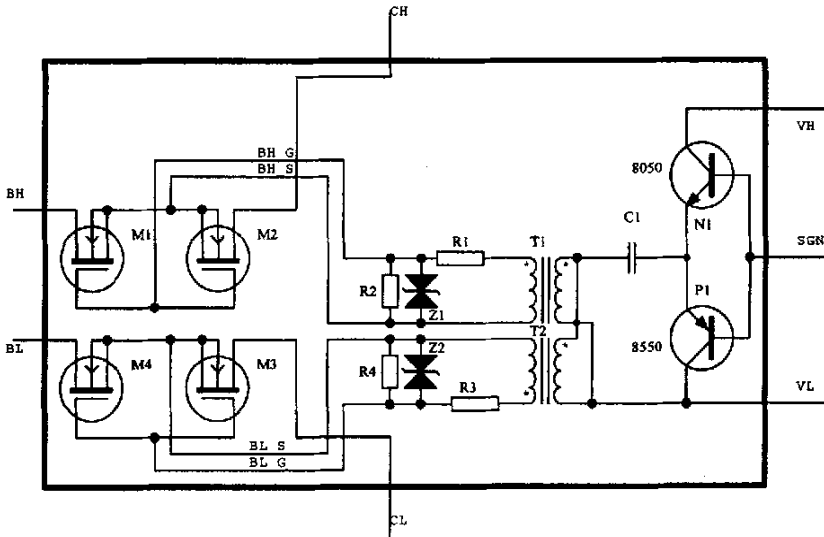 CH
VH
BH G
8050
BH S
BH
C1
M1
M2
N1
R1
T1
SGN
P1
R2
Z1
T2
BL
Z2
8550
M4
M3
R4
R3
VL
BL S
BL G
CL